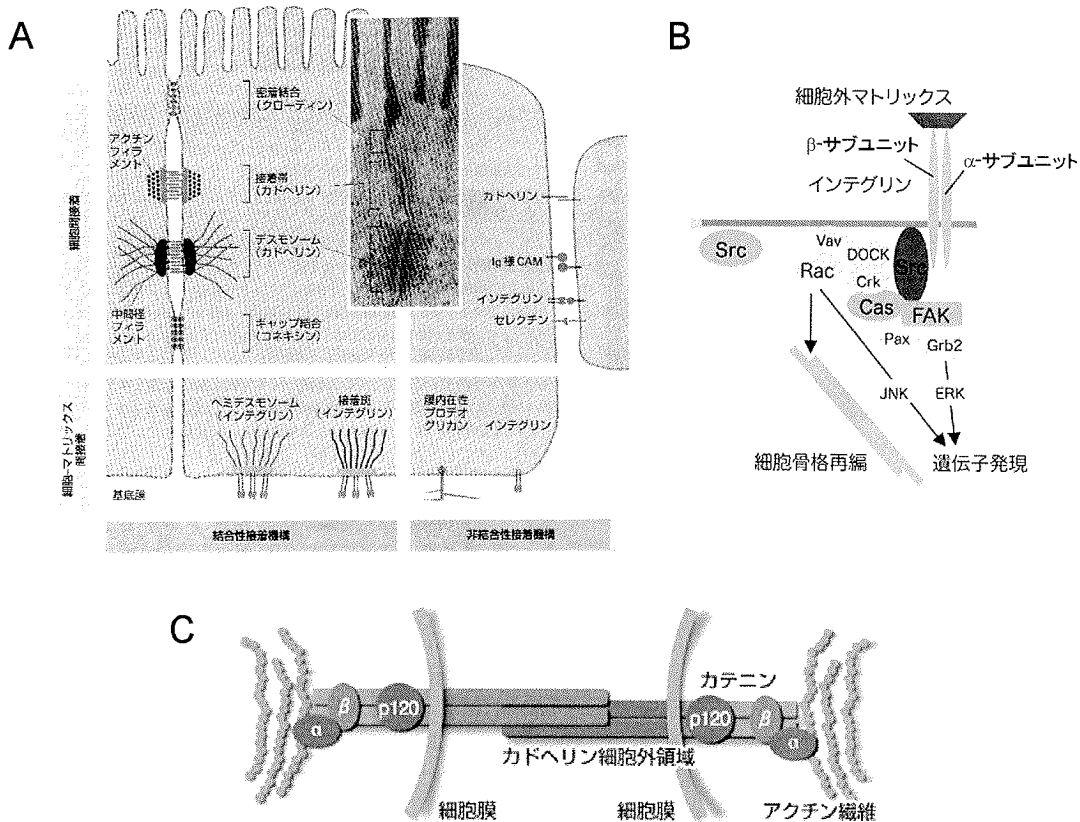 A
細胞間接着
細胞-マトリックス
間接着
密着結合
(クローディン)
アクチン
フィラ
メント
接着帯
(カドヘリン)
デスモソーム
(カドヘリン)
中間径
フィラ
メント
ギャップ結合
(コネキシン)
カドヘリン
Ig 様 CAM
インテグリン
セレクチン
ヘミデスモソーム
(インテグリン)
接着斑
(インテグリン)
膜内在性
プロテオ
グリカン
インテグリン
基底膜
結合性接着機構
非結合性接着機構
B
細胞外マトリックス
β-サブユニット
α-サブユニット
インテグリン
Src
Vav
DOCK
Src
Rac
Crk
Cas
FAK
Pax
Grb2
JNK
ERK
細胞骨格再編
遺伝子発現
C
カテニン
β
p120
α
p120
β
α
カドヘリン細胞外領域
細胞膜
細胞膜
アクチン繊維